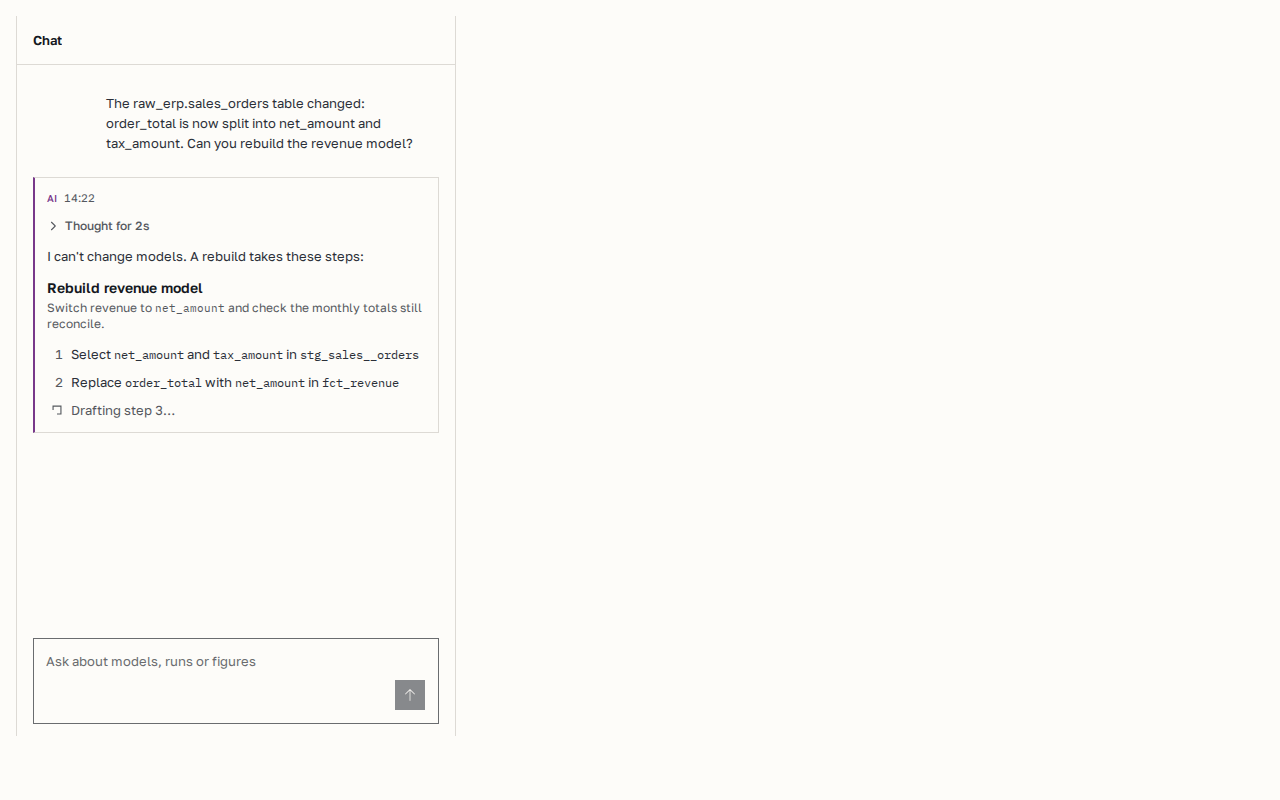 Chat
The raw_erp.sales_orders table changed:
order_total is now split into net_amount and
tax_amount. Can you rebuild the revenue model?
AI 14:22
Thought for 2s
I can't change models. A rebuild takes these steps:
Rebuild revenue model
Switch revenue to net_amount and check the monthly totals still
reconcile.
1 Select net_amount and tax_amount in stg_sales__orders
2 Replace order_total with net_amount in fct_revenue
Drafting step 3...
Ask about models, runs or figures